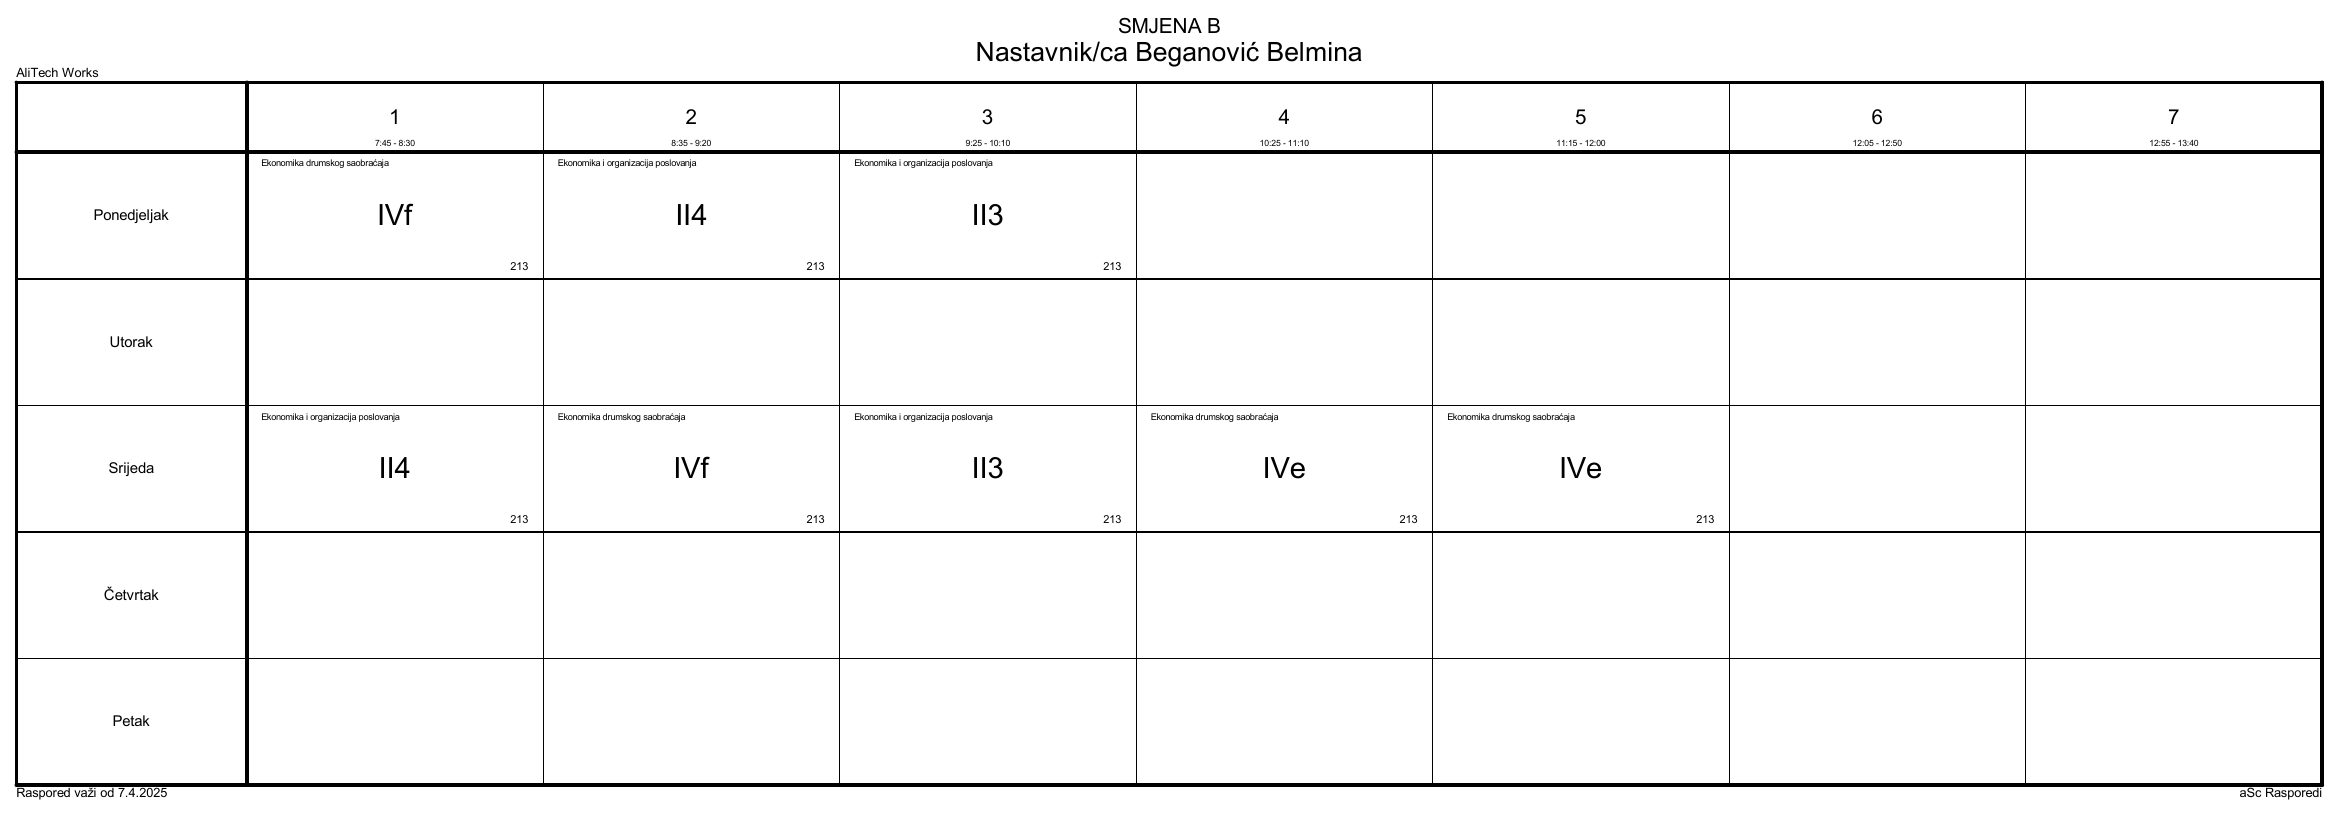 SMJENA B
Nastavnik/ca Beganović Belmina
AliTech Works
1 2 3 4 5 6 7
7:45 - 8:30 8:35 - 9:20 9:25 - 10:10 10:25 - 11:10 11:15 - 12:00 12:05 - 12:50 12:55 - 13:40
Ekonomika drumskog saobraćaja Ekonomika i organizacija poslovanja Ekonomika i organizacija poslovanja
Ponedjeljak IVf II4 II3
213 213 213
Utorak
Ekonomika i organizacija poslovanja Ekonomika drumskog saobraćaja Ekonomika i organizacija poslovanja Ekonomika drumskog saobraćaja Ekonomika drumskog saobraćaja
Srijeda II4 IVf II3 IVe IVe
213 213 213 213 213
Četvrtak
Petak
Raspored važi od 7.4.2025 aSc Rasporedi